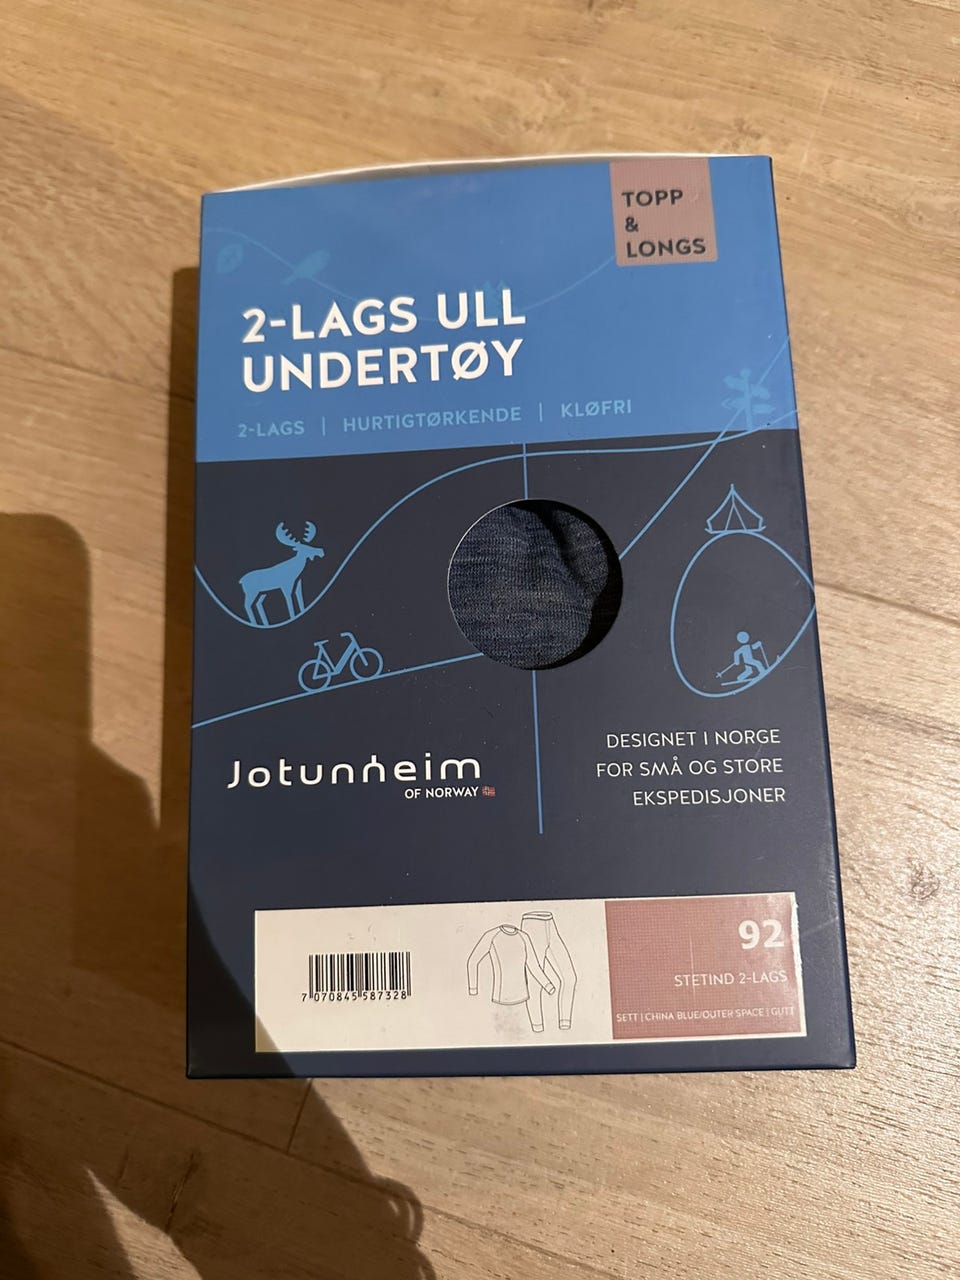 TOPP
&
LONGS
2-LAGS ULL
UNDERTØY
2-LAGS | HURTIGTØRKENDE | KLØFRI
Jotunheim
OF NORWAY
DESIGNET I NORGE
FOR SMÅ OG STORE
EKSPEDISJONER
7 070845 587328
92
STETIND 2-LAGS
SETT | CHINA BLUE/OUTER SPACE | GUTT